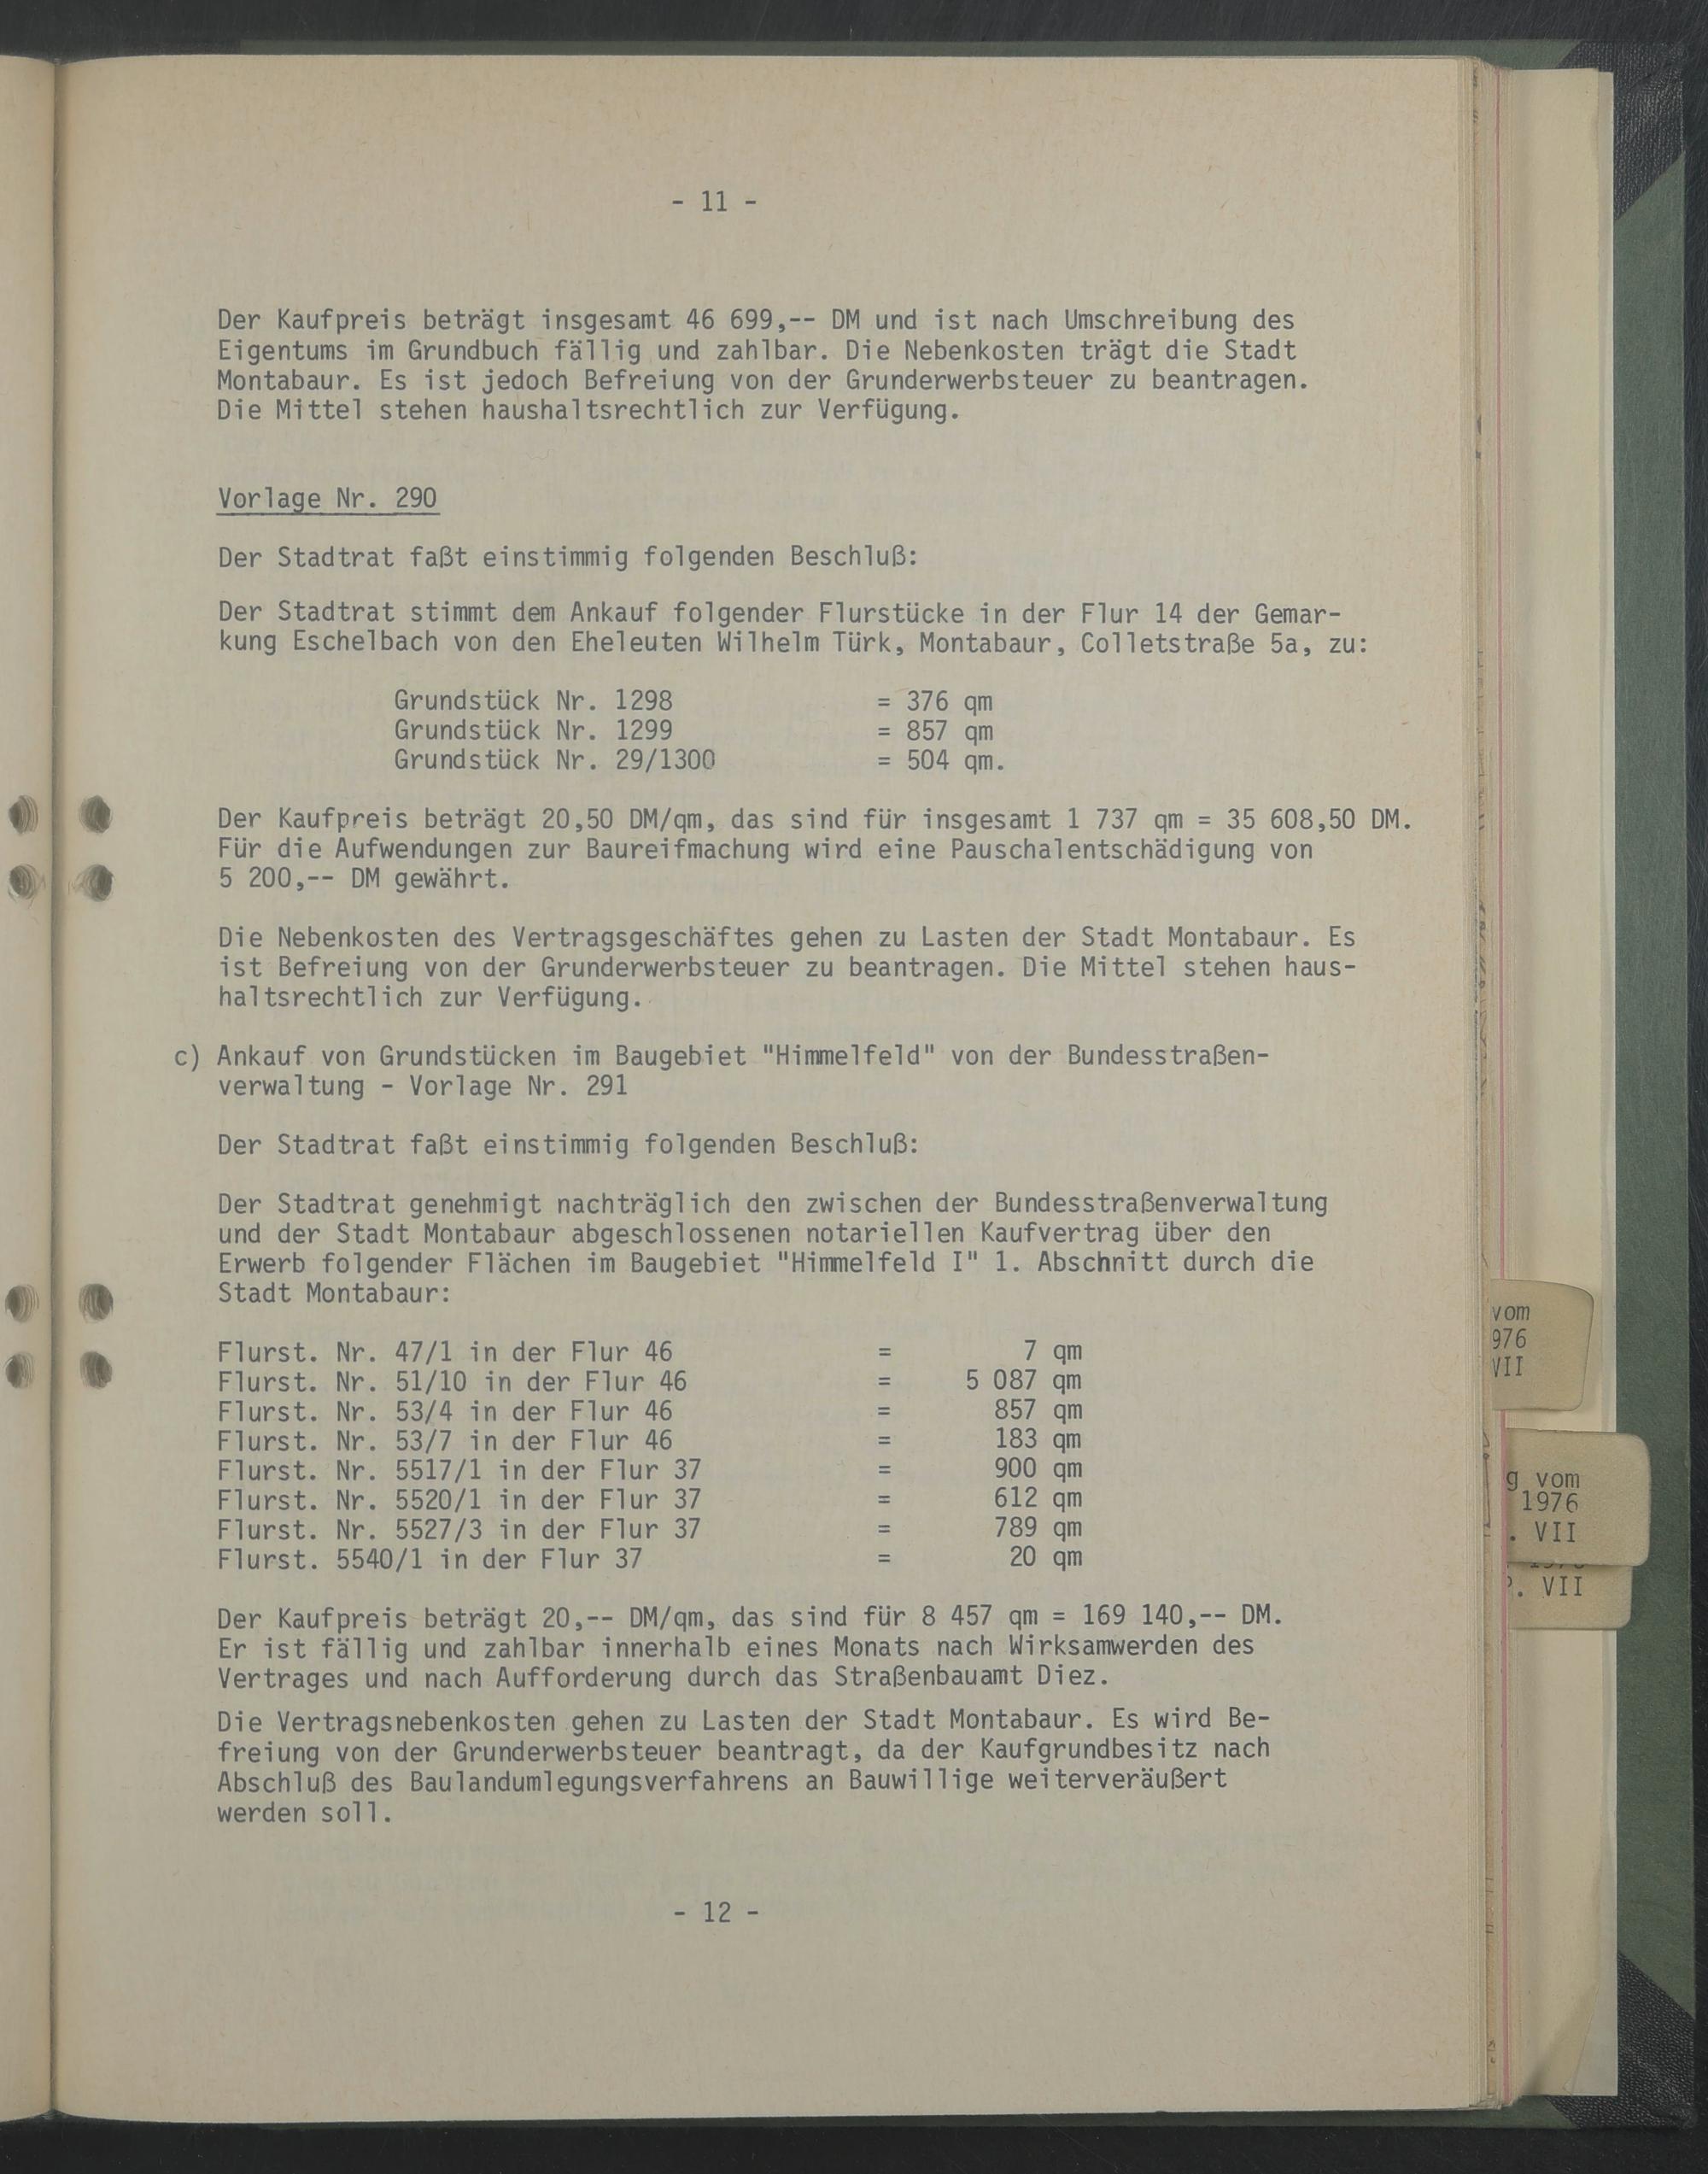 - 11 -
Der Kaufpreis beträgt insgesamt 46 699,-- DM und ist nach Umschreibung des
Eigentums im Grundbuch fällig und zahlbar. Die Nebenkosten trägt die Stadt
Montabaur. Es ist jedoch Befreiung von der Grunderwerbsteuer zu beantragen.
Die Mittel stehen haushaltsrechtlich zur Verfügung.
Vorlage Nr. 290
Der Stadtrat faßt einstimmig folgenden Beschluß:
Der Stadtrat stimmt dem Ankauf folgender Flurstücke in der Flur 14 der Gemar-
kung Eschelbach von den Eheleuten Wilhelm Türk, Montabaur, Colletstraße 5a, zu:
Grundstück Nr. 1298 = 376 qm
Grundstück Nr. 1299 = 857 qm
Grundstück Nr. 29/1300 = 504 qm.
Der Kaufpreis beträgt 20,50 DM/qm, das sind für insgesamt 1 737 qm = 35 608,50 DM.
Für die Aufwendungen zur Baureifmachung wird eine Pauschalentschädigung von
5 200,-- DM gewährt.
Die Nebenkosten des Vertragsgeschäftes gehen zu Lasten der Stadt Montabaur. Es
ist Befreiung von der Grunderwerbsteuer zu beantragen. Die Mittel stehen haus-
haltsrechtlich zur Verfügung.
c) Ankauf von Grundstücken im Baugebiet "Himmelfeld" von der Bundesstraßen-
verwaltung - Vorlage Nr. 291
Der Stadtrat faßt einstimmig folgenden Beschluß:
Der Stadtrat genehmigt nachträglich den zwischen der Bundesstraßenverwaltung
und der Stadt Montabaur abgeschlossenen notariellen Kaufvertrag über den
Erwerb folgender Flächen im Baugebiet "Himmelfeld I" 1. Abschnitt durch die
Stadt Montabaur:
Flurst. Nr. 47/1 in der Flur 46 = 7 qm
Flurst. Nr. 51/10 in der Flur 46 = 5 087 qm
Flurst. Nr. 53/4 in der Flur 46 = 857 qm
Flurst. Nr. 53/7 in der Flur 46 = 183 qm
Flurst. Nr. 5517/1 in der Flur 37 = 900 qm
Flurst. Nr. 5520/1 in der Flur 37 = 612 qm
Flurst. Nr. 5527/3 in der Flur 37 = 789 qm
Flurst. 5540/1 in der Flur 37 = 20 qm
Der Kaufpreis beträgt 20,-- DM/qm, das sind für 8 457 qm = 169 140,-- DM.
Er ist fällig und zahlbar innerhalb eines Monats nach Wirksamwerden des
Vertrages und nach Aufforderung durch das Straßenbauamt Diez.
Die Vertragsnebenkosten gehen zu Lasten der Stadt Montabaur. Es wird Be-
freiung von der Grunderwerbsteuer beantragt, da der Kaufgrundbesitz nach
Abschluß des Baulandumlegungsverfahrens an Bauwillige weiterveräußert
werden soll.
- 12 -
vom
976
VII
g vom
1976
. VII
. VII